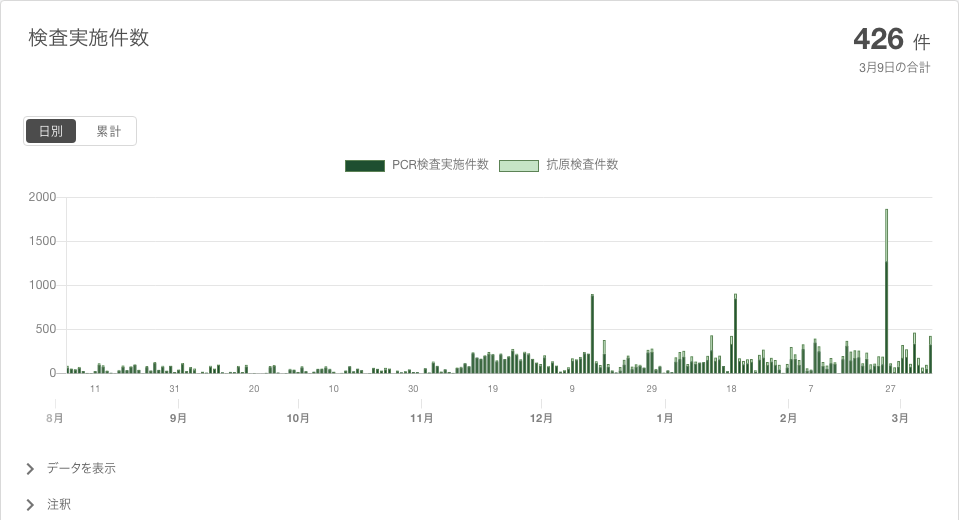 検査実施件数
426 件
3月9日の合計
日別 累計
PCR検査実施件数 抗原検査件数
2000
1500
1000
500
0
11 31 20 10 30 19 9 29 18 7 27
8月 9月 10月 11月 12月 1月 2月 3月
データを表示
注釈